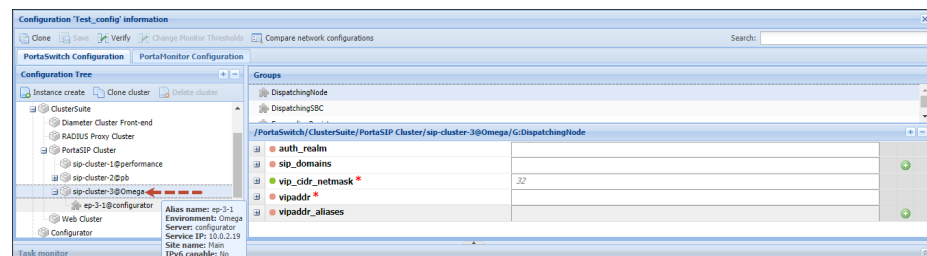 Configuration 'Test_config' information
Clone Save Verify Change Monitor Thresholds Compare network configurations Search:
PortaSwitch Configuration PortaMonitor Configuration
Configuration Tree
Instance create Clone cluster Delete cluster
ClusterSuite
Diameter Cluster Front-end
RADIUS Proxy Cluster
PortaSIP Cluster
sip-cluster-1@performance
sip-cluster-2@pb
sip-cluster-3@Omega
ep-3-1@configurator
Web Cluster
Configurator
Alias name: ep-3-1
Environment: Omega
Server: configurator
Service IP: 10.0.2.19
Site name: Main
IPv6 capable: No
Groups
DispatchingNode
DispatchingSBC
/PortaSwitch/ClusterSuite/PortaSIP Cluster/sip-cluster-3@Omega/G:DispatchingNode
auth_realm
sip_domains
vip_cidr_netmask * 32
vipaddr *
vipaddr_aliases
Task monitor